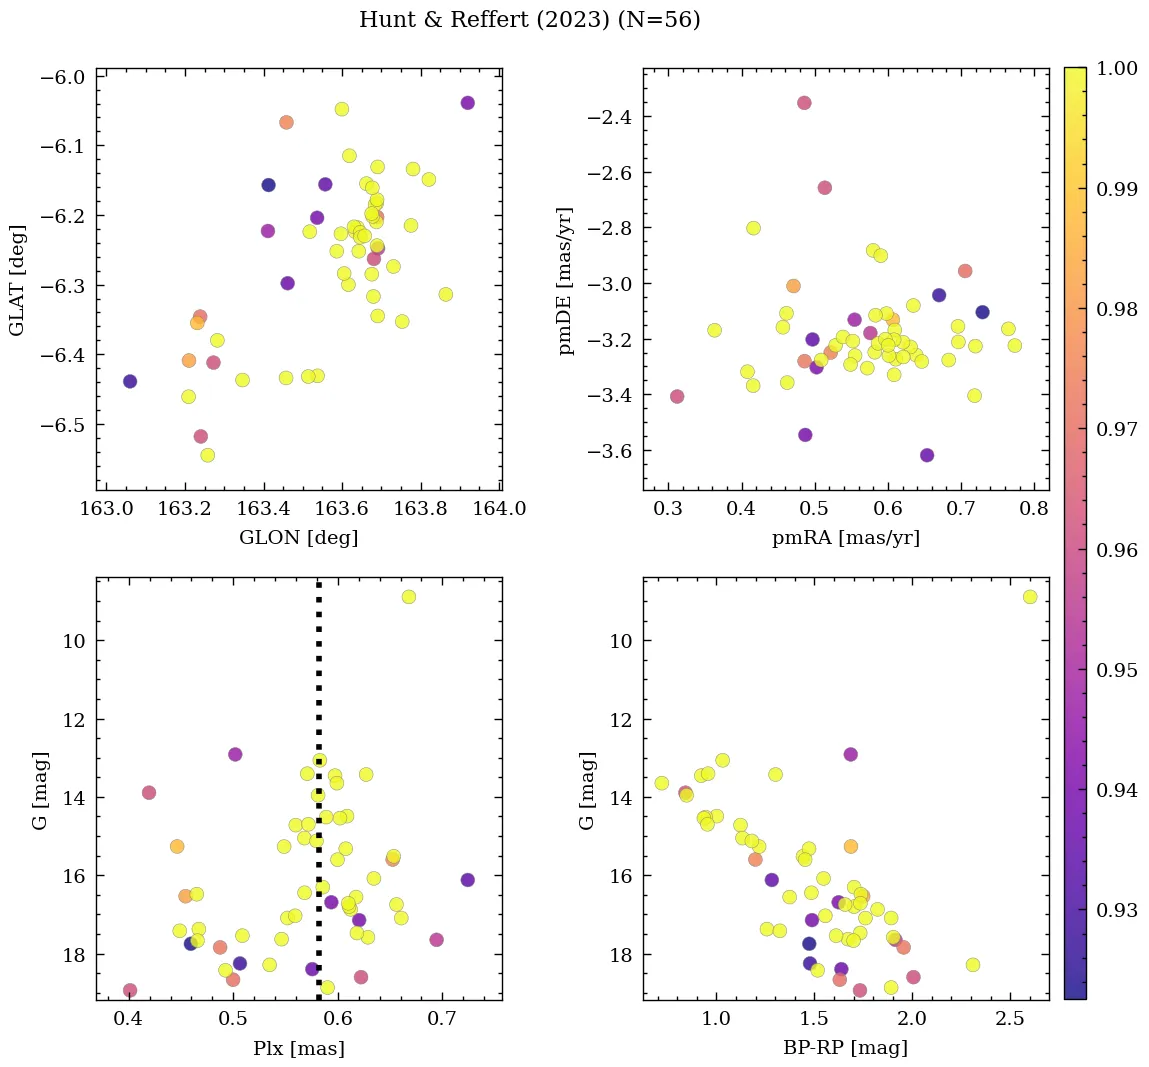 Hunt & Reffert (2023) (N=56)
−6.0
−6.1
−6.2
−6.3
−6.4
−6.5
GLAT [deg]
163.0 163.2 163.4 163.6 163.8 164.0
GLON [deg]
−2.4
−2.6
−2.8
−3.0
−3.2
−3.4
−3.6
pmDE [mas/yr]
0.3 0.4 0.5 0.6 0.7 0.8
pmRA [mas/yr]
10
12
14
16
18
G [mag]
0.4 0.5 0.6 0.7
Plx [mas]
10
12
14
16
18
G [mag]
1.0 1.5 2.0 2.5
BP-RP [mag]
1.00
0.99
0.98
0.97
0.96
0.95
0.94
0.93